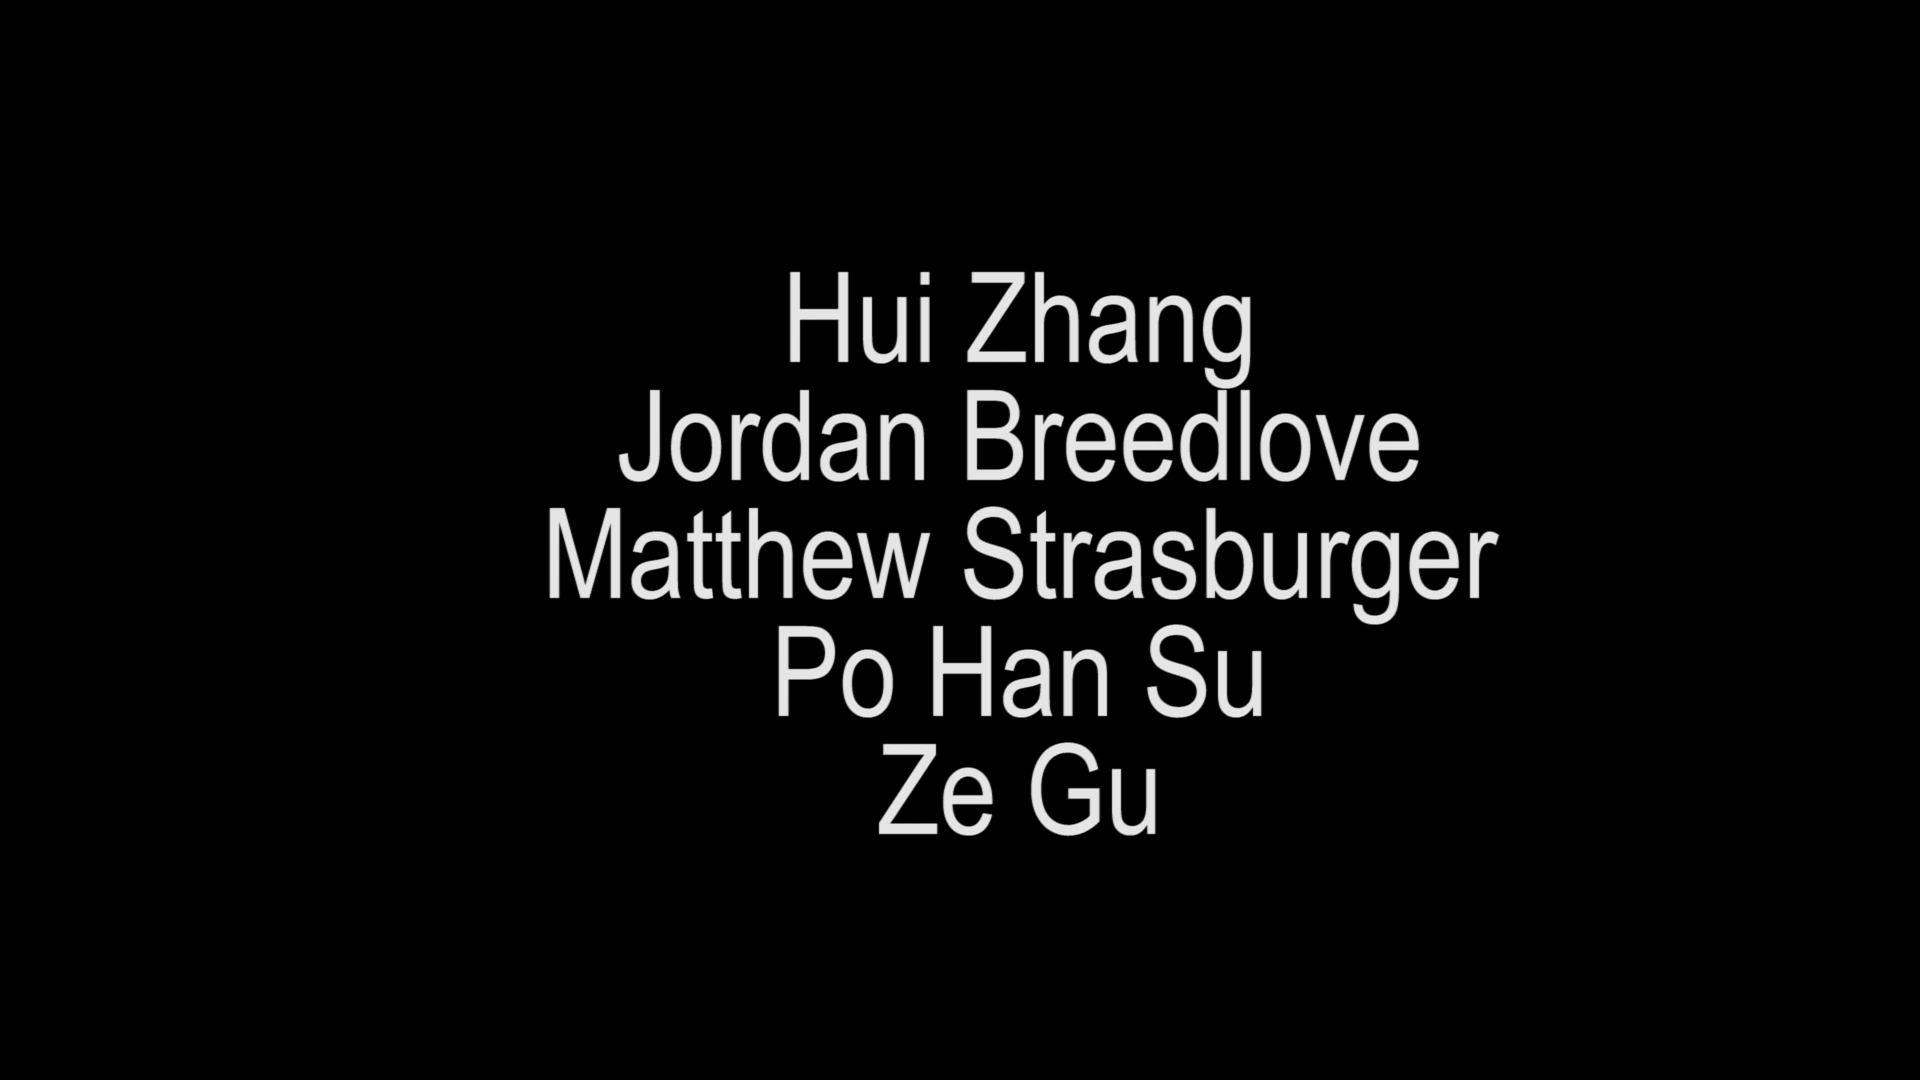 Hui Zhang
Jordan Breedlove
Matthew Strasburger
Po Han Su
Ze Gu